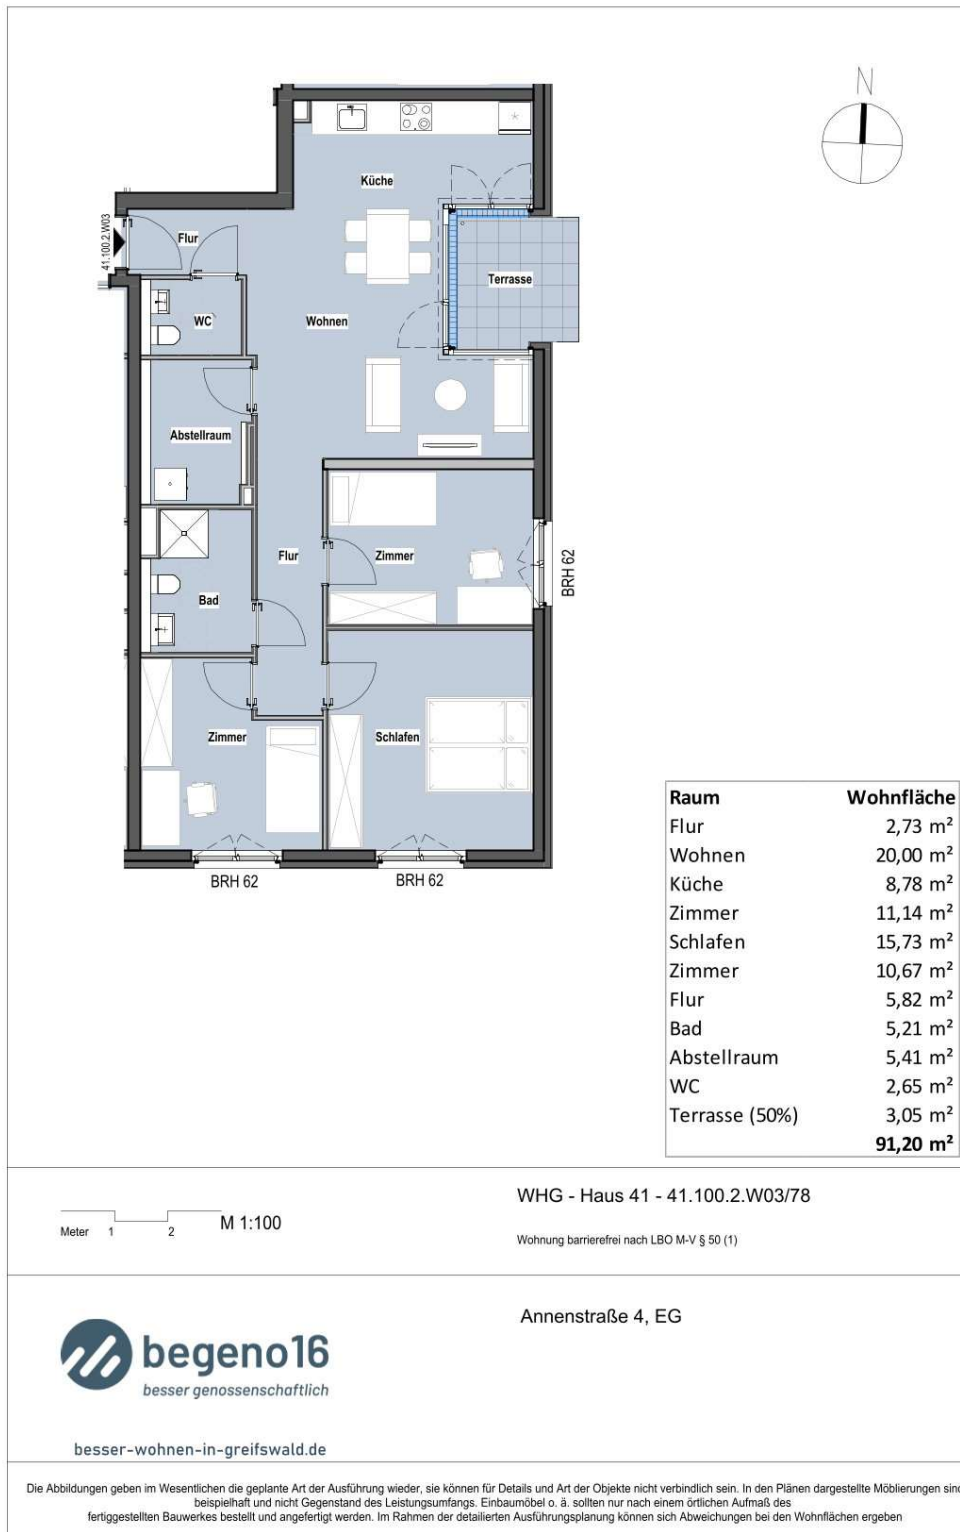 N
Küche
41.100.2.W03
Flur
Terrasse
WC
Wohnen
Abstellraum
Flur
Zimmer
BRH 62
Bad
Zimmer
Schlafen
BRH 62
BRH 62
Raum Wohnfläche
Flur 2,73 m²
Wohnen 20,00 m²
Küche 8,78 m²
Zimmer 11,14 m²
Schlafen 15,73 m²
Zimmer 10,67 m²
Flur 5,82 m²
Bad 5,21 m²
Abstellraum 5,41 m²
WC 2,65 m²
Terrasse (50%) 3,05 m²
91,20 m²
Meter 1 2 M 1:100
WHG - Haus 41 - 41.100.2.W03/78
Wohnung barrierefrei nach LBO M-V § 50 (1)
Annenstraße 4, EG
begeno16
besser genossenschaftlich
besser-wohnen-in-greifswald.de
Die Abbildungen geben im Wesentlichen die geplante Art der Ausführung wieder, sie können für Details und Art der Objekte nicht verbindlich sein. In den Plänen dargestellte Möblierungen sind
beispielhaft und nicht Gegenstand des Leistungsumfangs. Einbaumöbel o. ä. sollten nur nach einem örtlichen Aufmaß des
fertiggestellten Bauwerkes bestellt und angefertigt werden. Im Rahmen der detailierten Ausführungsplanung können sich Abweichungen bei den Wohnflächen ergeben